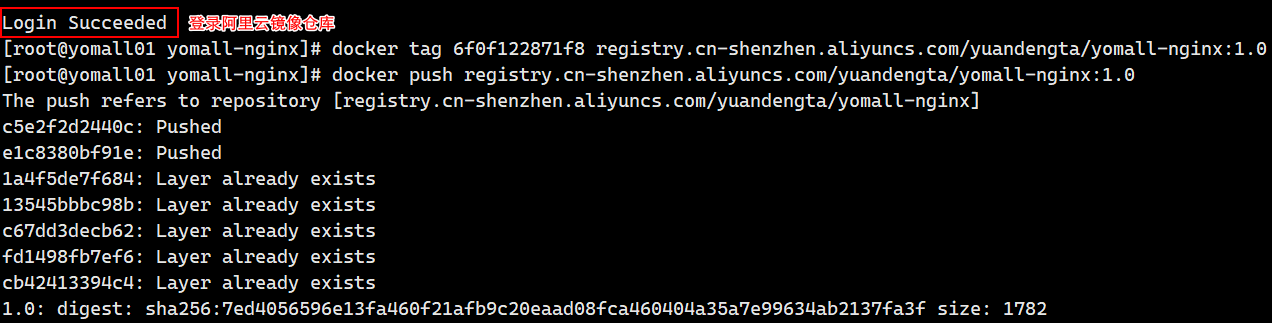 Login Succeeded 登录阿里云镜像仓库
[root@yomall01 yomall-nginx]# docker tag 6f0f122871f8 registry.cn-shenzhen.aliyuncs.com/yuandengta/yomall-nginx:1.0
[root@yomall01 yomall-nginx]# docker push registry.cn-shenzhen.aliyuncs.com/yuandengta/yomall-nginx:1.0
The push refers to repository [registry.cn-shenzhen.aliyuncs.com/yuandengta/yomall-nginx]
c5e2f2d2440c: Pushed
e1c8380bf91e: Pushed
1a4f5de7f684: Layer already exists
13545bbbc98b: Layer already exists
c67dd3decb62: Layer already exists
fd1498fb7ef6: Layer already exists
cb42413394c4: Layer already exists
1.0: digest: sha256:7ed4056596e13fa460f21afb9c20eaad08fca460404a35a7e99634ab2137fa3f size: 1782